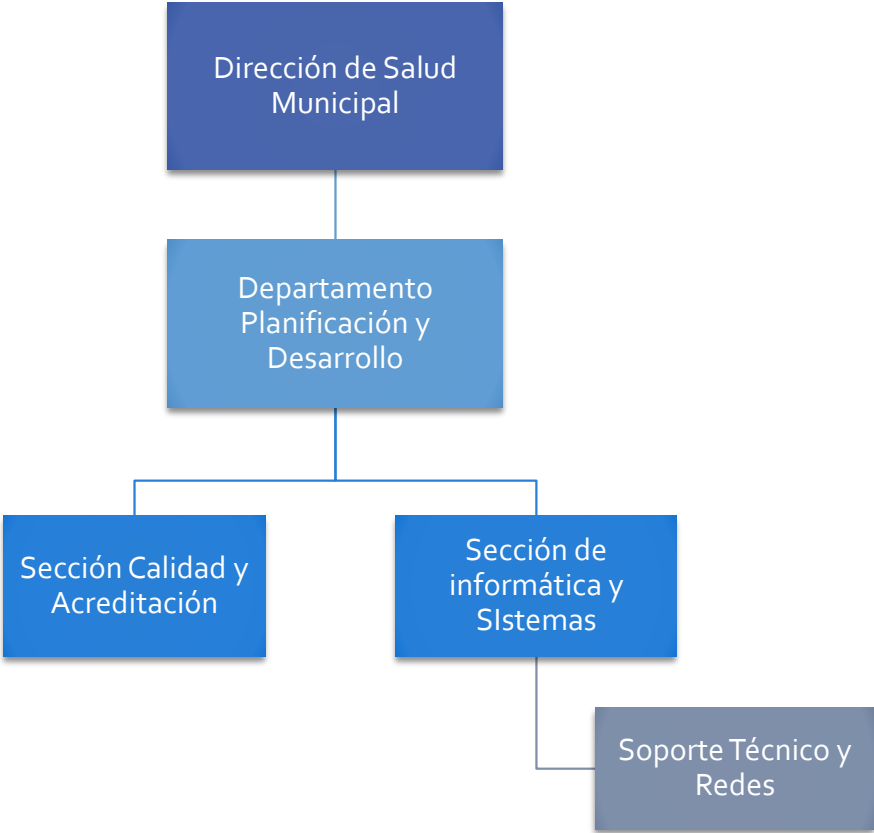 Dirección de Salud
Municipal
Departamento
Planificación y
Desarrollo
Sección Calidad y
Acreditación
Sección de
informática y
SIstemas
Soporte Técnico y
Redes